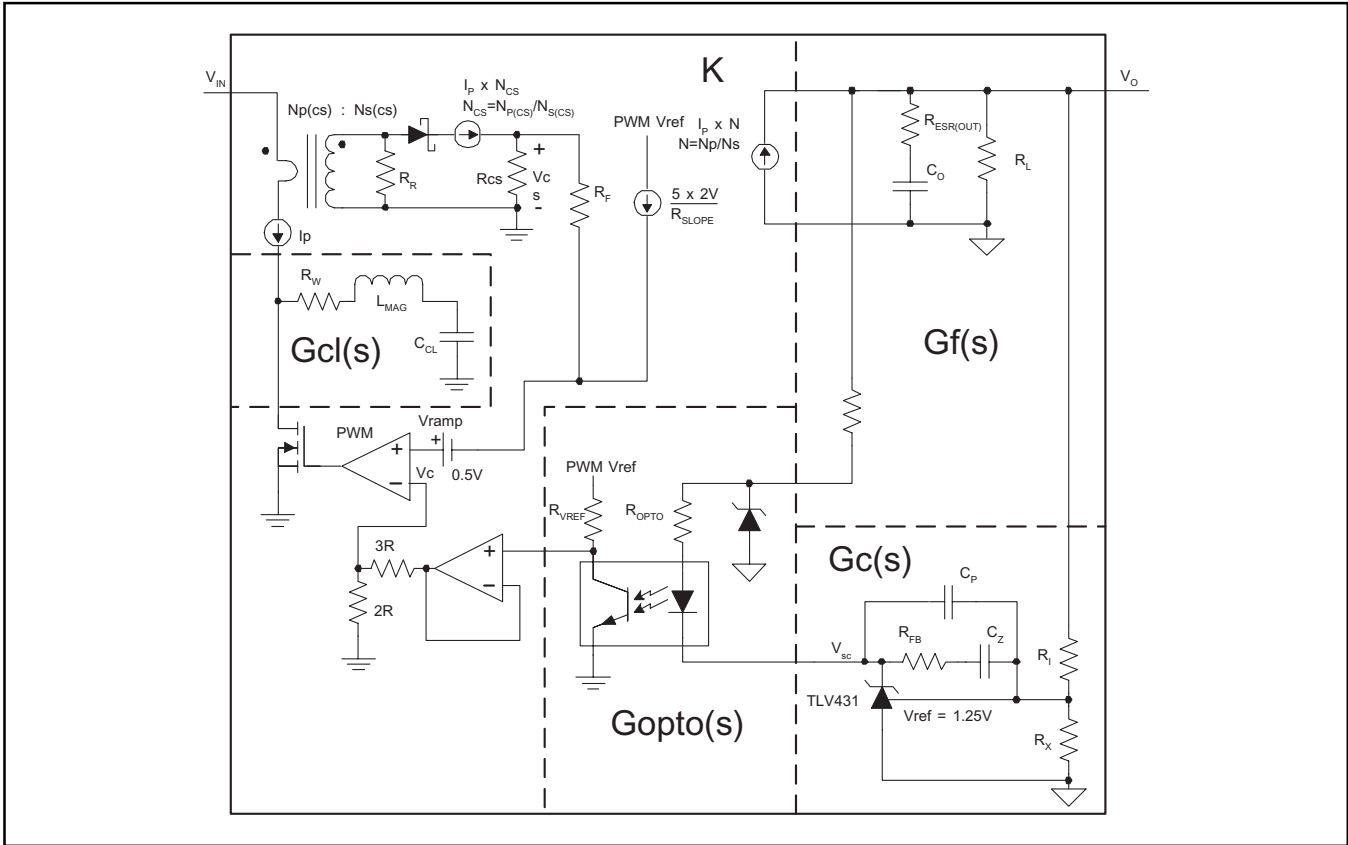 K
V_IN
V_O
Np(cs) : Ns(cs)
I_P x N_CS
N_CS=N_P(CS)/N_S(CS)
PWM Vref
I_P x N
N=Np/Ns
R_R
+
Rcs
Vc
s
-
R_F
5 x 2V
R_SLOPE
R_ESR(OUT)
C_O
R_L
Ip
R_W
L_MAG
C_CL
Gcl(s)
Gf(s)
Vramp
PWM
+
+
Vc
0.5V
−
PWM Vref
R_VREF
R_OPTO
3R
+
−
2R
Gc(s)
C_P
R_FB
C_Z
V_sc
R_I
TLV431
Vref = 1.25V
R_X
Gopto(s)